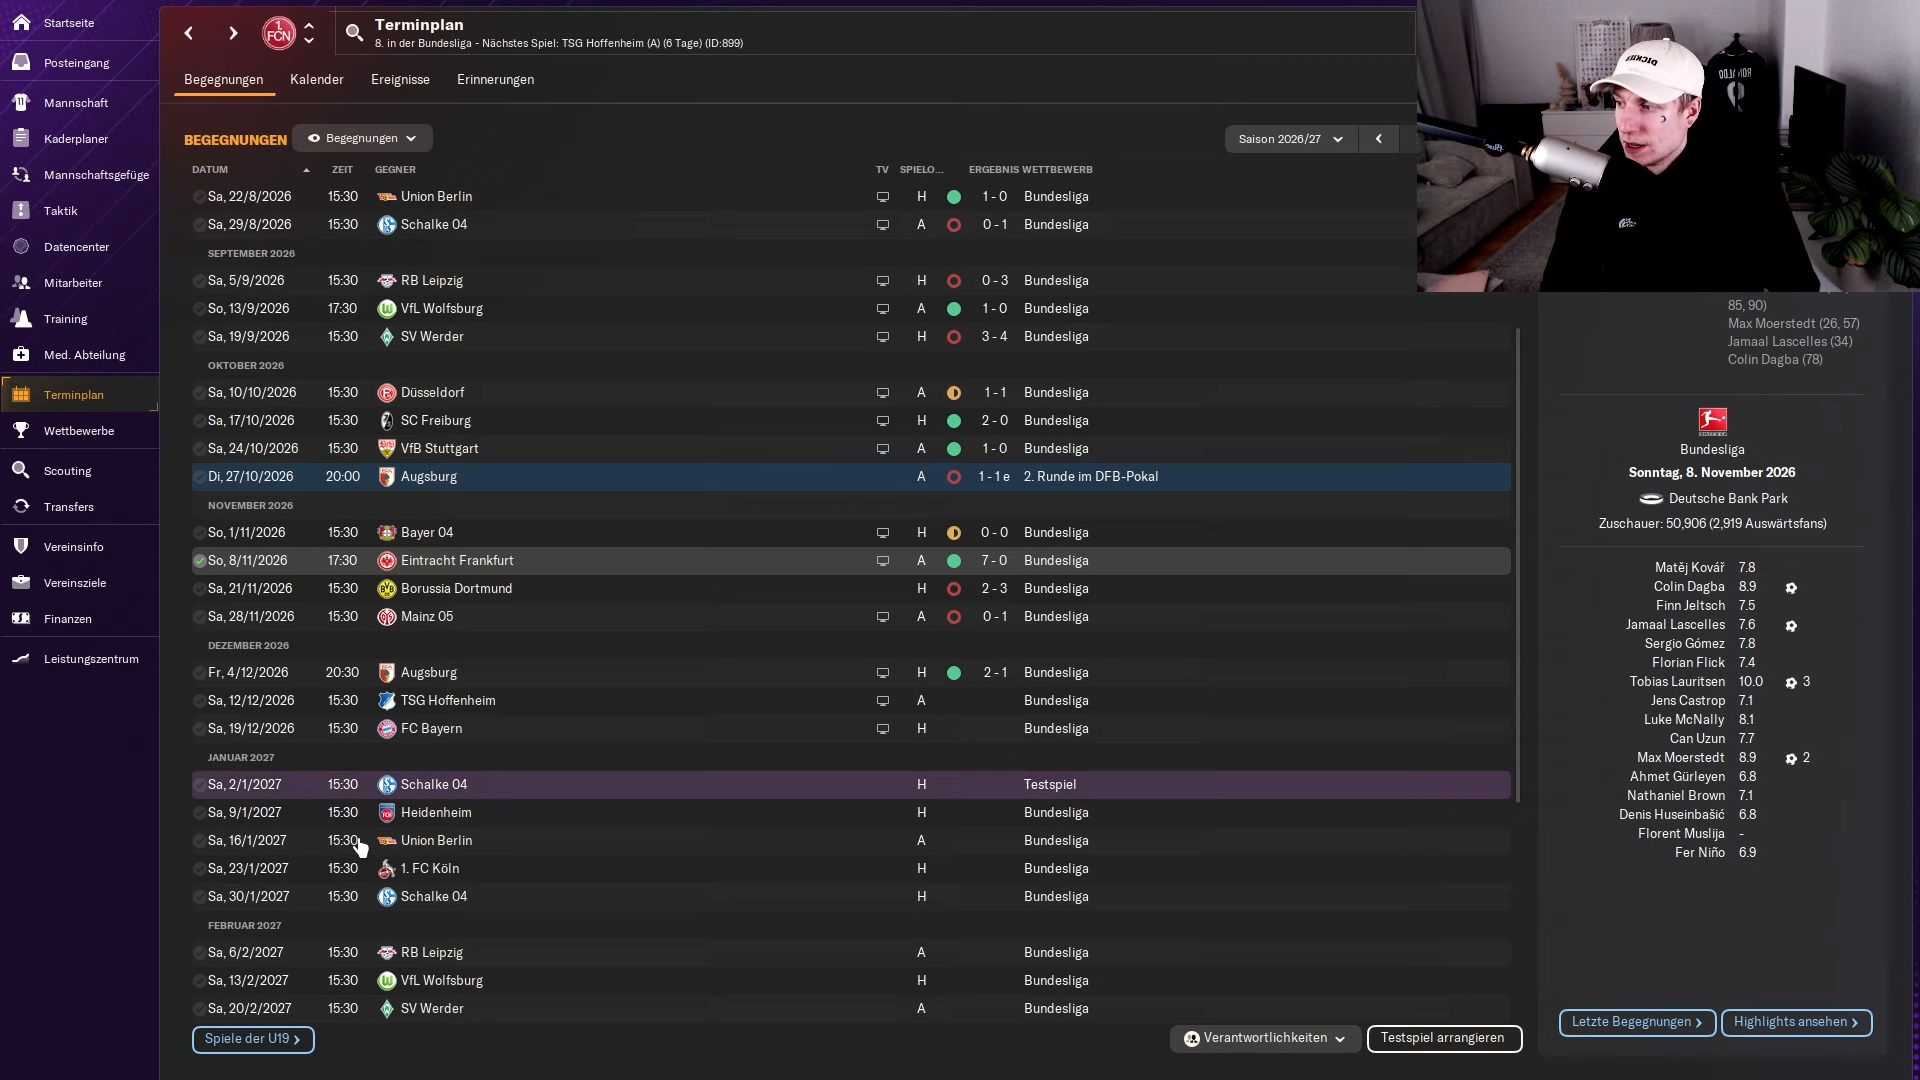 Startseite
Posteingang
Mannschaft
Kaderplaner
Mannschaftsgefüge
Taktik
Datencenter
Mitarbeiter
Training
Med. Abteilung
Terminplan
Wettbewerbe
Scouting
Transfers
Vereinsinfo
Vereinsziele
Finanzen
Leistungszentrum
1. FCN
Terminplan
8. in der Bundesliga - Nächstes Spiel: TSG Hoffenheim (A) (6 Tage) (ID:899)
Begegnungen Kalender Ereignisse Erinnerungen
BEGEGNUNGEN Begegnungen Saison 2026/27
DATUM ZEIT GEGNER TV SPIELO... ERGEBNIS WETTBEWERB
Sa, 22/8/2026 15:30 Union Berlin H 1 - 0 Bundesliga
Sa, 29/8/2026 15:30 Schalke 04 A 0 - 1 Bundesliga
SEPTEMBER 2026
Sa, 5/9/2026 15:30 RB Leipzig H 0 - 3 Bundesliga
So, 13/9/2026 17:30 VfL Wolfsburg A 1 - 0 Bundesliga
Sa, 19/9/2026 15:30 SV Werder H 3 - 4 Bundesliga
OKTOBER 2026
Sa, 10/10/2026 15:30 Düsseldorf A 1 - 1 Bundesliga
Sa, 17/10/2026 15:30 SC Freiburg H 2 - 0 Bundesliga
Sa, 24/10/2026 15:30 VfB Stuttgart A 1 - 0 Bundesliga
Di, 27/10/2026 20:00 Augsburg A 1 - 1 e 2. Runde im DFB-Pokal
NOVEMBER 2026
So, 1/11/2026 15:30 Bayer 04 H 0 - 0 Bundesliga
So, 8/11/2026 17:30 Eintracht Frankfurt A 7 - 0 Bundesliga
Sa, 21/11/2026 15:30 Borussia Dortmund H 2 - 3 Bundesliga
Sa, 28/11/2026 15:30 Mainz 05 A 0 - 1 Bundesliga
DEZEMBER 2026
Fr, 4/12/2026 20:30 Augsburg H 2 - 1 Bundesliga
Sa, 12/12/2026 15:30 TSG Hoffenheim A Bundesliga
Sa, 19/12/2026 15:30 FC Bayern H Bundesliga
JANUAR 2027
Sa, 2/1/2027 15:30 Schalke 04 H Testspiel
Sa, 9/1/2027 15:30 Heidenheim H Bundesliga
Sa, 16/1/2027 15:30 Union Berlin A Bundesliga
Sa, 23/1/2027 15:30 1. FC Köln H Bundesliga
Sa, 30/1/2027 15:30 Schalke 04 H Bundesliga
FEBRUAR 2027
Sa, 6/2/2027 15:30 RB Leipzig A Bundesliga
Sa, 13/2/2027 15:30 VfL Wolfsburg H Bundesliga
Sa, 20/2/2027 15:30 SV Werder A Bundesliga
Spiele der U19 Verantwortlichkeiten Testspiel arrangieren
DICKIES
RONALDO
85, 90)
Max Moerstedt (26, 57)
Jamaal Lascelles (34)
Colin Dagba (78)
Bundesliga
Sonntag, 8. November 2026
Deutsche Bank Park
Zuschauer: 50,906 (2,919 Auswärtsfans)
Matěj Kovář 7.8
Colin Dagba 8.9
Finn Jeltsch 7.5
Jamaal Lascelles 7.6
Sergio Gómez 7.8
Florian Flick 7.4
Tobias Lauritsen 10.0 3
Jens Castrop 7.1
Luke McNally 8.1
Can Uzun 7.7
Max Moerstedt 8.9 2
Ahmet Gürleyen 6.8
Nathaniel Brown 7.1
Denis Huseinbašić 6.8
Florent Muslija -
Fer Niño 6.9
Letzte Begegnungen Highlights ansehen